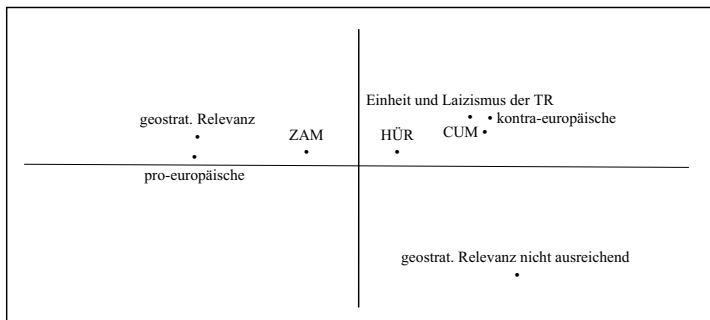 Einheit und Laizismus der TR
geostrat. Relevanz
kontra-europäische
ZAM
HÜR
CUM
pro-europäische
geostrat. Relevanz nicht ausreichend